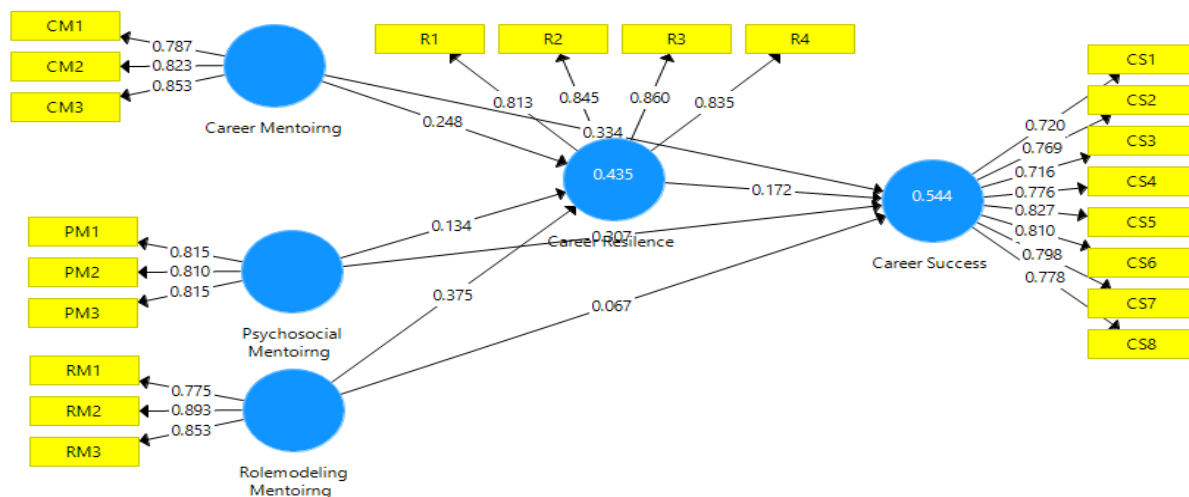 CM1
0.787
CM2
0.823
CM3
0.853
Career Mentoirng
R1
R2
R3
R4
0.813
0.845
0.860
0.835
0.248
0.334
0.435
Career Resilence
0.172
0.134
0.307
0.375
0.067
PM1
0.815
PM2
0.810
PM3
0.815
Psychosocial
Mentoirng
RM1
0.775
RM2
0.893
RM3
0.853
Rolemodeling
Mentoirng
0.544
Career Success
CS1
0.720
CS2
0.769
CS3
0.716
CS4
0.776
CS5
0.827
CS6
0.810
CS7
0.798
CS8
0.778